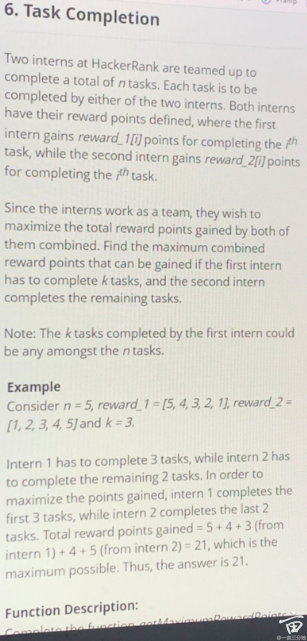 6. Task Completion
Two interns at HackerRank are teamed up to
complete a total of n tasks. Each task is to be
completed by either of the two interns. Both interns
have their reward points defined, where the first
intern gains reward_1[i] points for completing the ith
task, while the second intern gains reward_2[i] points
for completing the ith task.
Since the interns work as a team, they wish to
maximize the total reward points gained by both of
them combined. Find the maximum combined
reward points that can be gained if the first intern
has to complete k tasks, and the second intern
completes the remaining tasks.
Note: The k tasks completed by the first intern could
be any amongst the n tasks.
Example
Consider n = 5, reward_1 = [5, 4, 3, 2, 1], reward_2 =
[1, 2, 3, 4, 5] and k = 3.
Intern 1 has to complete 3 tasks, while intern 2 has
to complete the remaining 2 tasks. In order to
maximize the points gained, intern 1 completes the
first 3 tasks, while intern 2 completes the last 2
tasks. Total reward points gained = 5 + 4 + 3 (from
intern 1) + 4 + 5 (from intern 2) = 21, which is the
maximum possible. Thus, the answer is 21.
Function Description:
Complete the function getMaximumRewardPoints